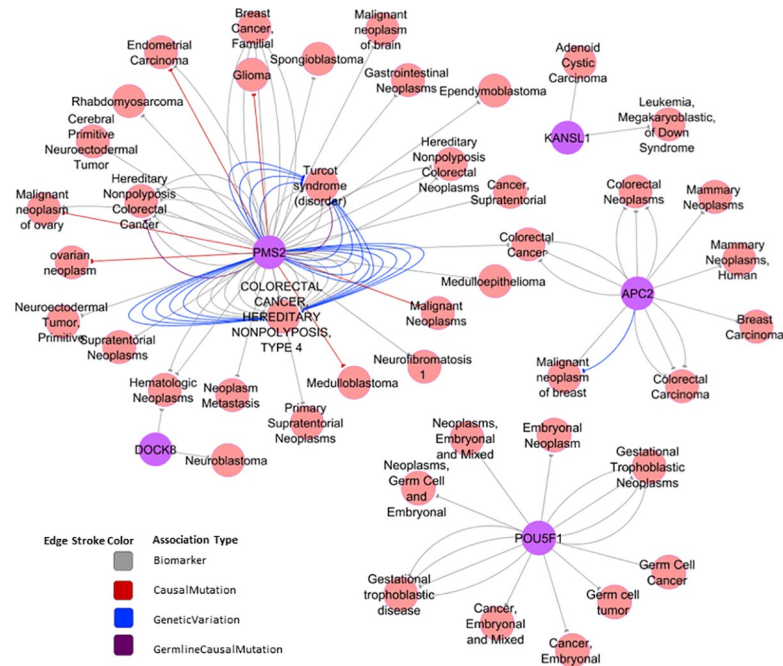 Breast
Cancer,
Familial
Malignant
neoplasm
of brain
Endometrial
Carcinoma
Spongioblastoma
Glioma
Gastrointestinal
Neoplasms
Ependymoblastoma
Adenoid
Cystic
Carcinoma
Rhabdomyosarcoma
Cerebral
Primitive
Neuroectodermal
Tumor
Leukemia,
Megakaryoblastic,
of Down
Syndrome
KANSL1
Hereditary
Nonpolyposis
Colorectal
Neoplasms
Turcot
syndrome
(disorder)
Hereditary
Nonpolyposis
Colorectal
Cancer
Cancer,
Supratentorial
Colorectal
Neoplasms
Mammary
Neoplasms
Malignant
neoplasm
of ovary
PMS2
Colorectal
Cancer
Mammary
Neoplasms,
Human
ovarian
neoplasm
Medulloepithelioma
APC2
COLORECTAL
CANCER,
HEREDITARY
NONPOLYPOSIS,
TYPE 4
Neuroectodermal
Tumor,
Primitive
Malignant
Neoplasms
Breast
Carcinoma
Supratentorial
Neoplasms
Neurofibromatosis
1
Malignant
neoplasm
of breast
Colorectal
Carcinoma
Hematologic
Neoplasms
Neoplasm
Metastasis
Medulloblastoma
Primary
Supratentorial
Neoplasms
DOCK8
Neuroblastoma
Neoplasms,
Embryonal
and Mixed
Embryonal
Neoplasm
Gestational
Trophoblastic
Neoplasms
Neoplasms,
Germ Cell
and
Embryonal
POU5F1
Germ Cell
Cancer
Gestational
trophoblastic
disease
Germ cell
tumor
Cancer,
Embryonal
and Mixed
Cancer,
Embryonal
Edge Stroke Color Association Type
Biomarker
CausalMutation
GeneticVariation
GermlineCausalMutation